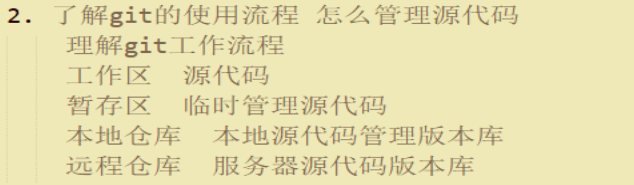 2. 了解git的使用流程 怎么管理源代码
理解git工作流程
工作区 源代码
暂存区 临时管理源代码
本地仓库 本地源代码管理版本库
远程仓库 服务器源代码版本库